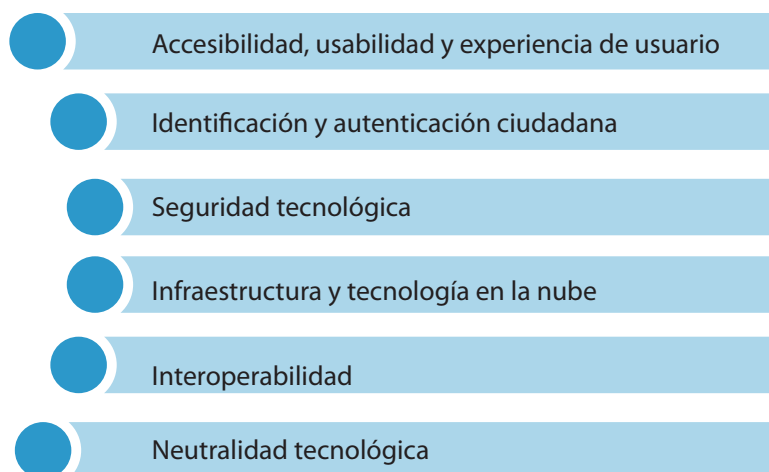 Accesibilidad, usabilidad y experiencia de usuario
Identificación y autenticación ciudadana
Seguridad tecnológica
Infraestructura y tecnología en la nube
Interoperabilidad
Neutralidad tecnológica